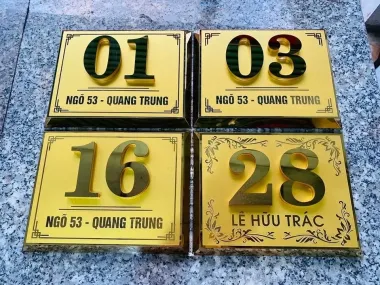 01
NGÕ 53 - QUANG TRUNG
03
NGÕ 53 - QUANG TRUNG
16
NGÕ 53 - QUANG TRUNG
28
LÊ HỮU TRÁC